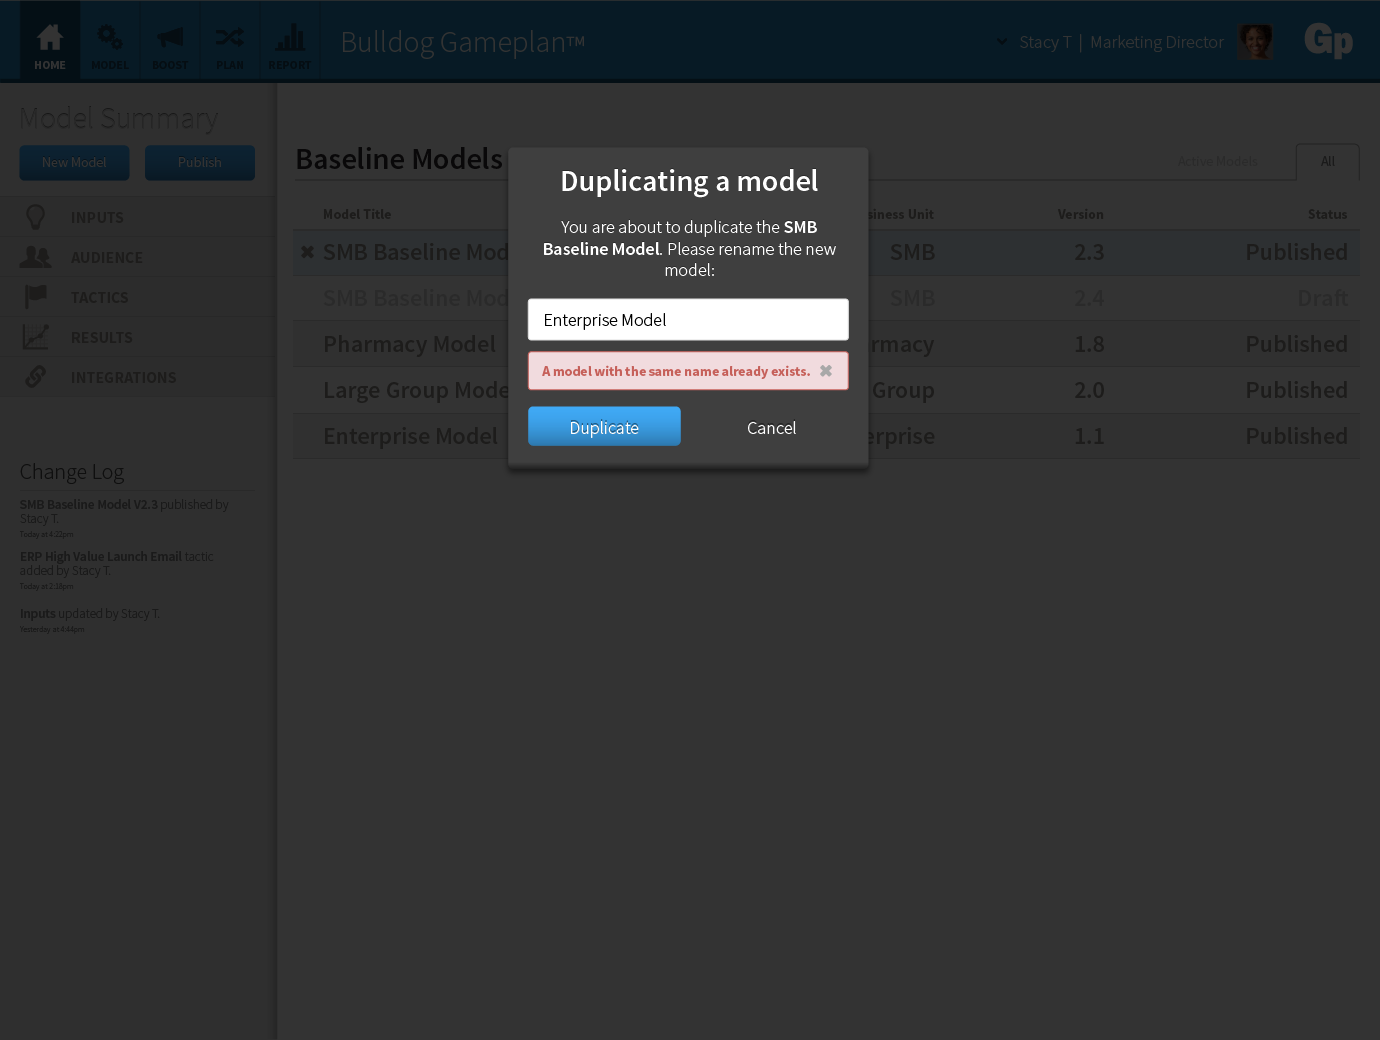 Bulldog Gameplan™
Stacy T | Marketing Director
Gp
HOME
MODEL
BOOST
PLAN
REPORT
Model Summary
New Model
Publish
INPUTS
AUDIENCE
TACTICS
RESULTS
INTEGRATIONS
Change Log
SMB Baseline Model V2.3 published by
Stacy T.
Today at 4:22pm
ERP High Value Launch Email tactic
added by Stacy T.
Today at 2:18pm
Inputs updated by Stacy T.
Yesterday at 4:44pm
Baseline Models
Active Models
All
Model Title siness Unit Version Status
SMB Baseline Mod SMB 2.3 Published
SMB Baseline Mod SMB 2.4 Draft
Pharmacy Model rmacy 1.8 Published
Large Group Mode Group 2.0 Published
Enterprise Model erprise 1.1 Published
Duplicating a model
You are about to duplicate the SMB
Baseline Model. Please rename the new
model:
Enterprise Model
A model with the same name already exists.
Duplicate
Cancel